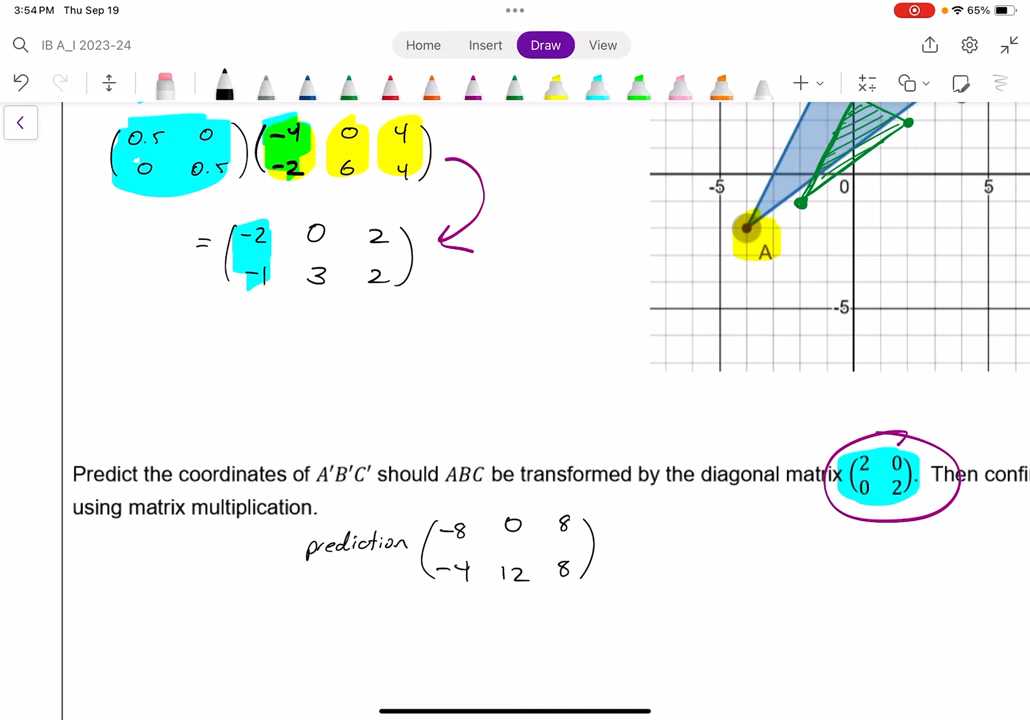 3:54 PM Thu Sep 19
65%
IB A_I 2023-24
Home Insert Draw View
(0.5 0) (-4 0 4)
(0 0.5) (-2 6 4)
= (-2 0 2)
(-1 3 2)
-5 0 5
A
-5
Predict the coordinates of A′B′C′ should ABC be transformed by the diagonal matrix (2 0
0 2). Then confi
using matrix multiplication.
prediction (-8 0 8
-4 12 8)